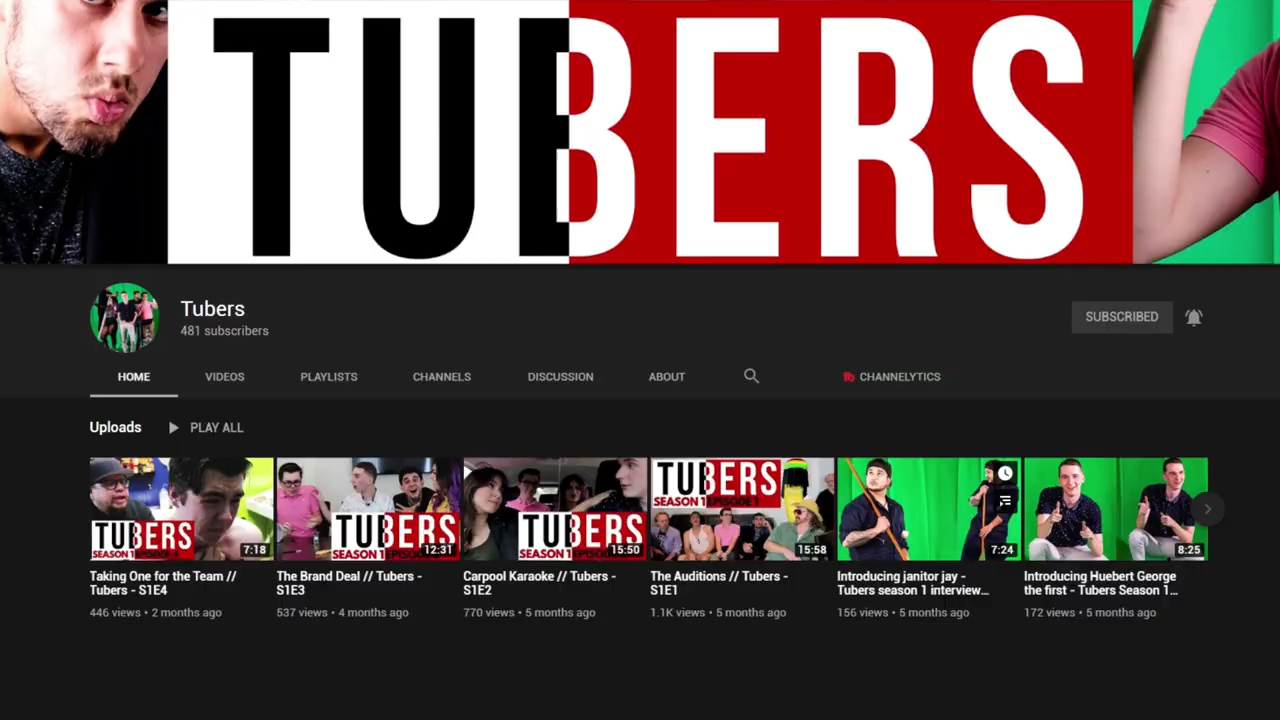 TUBERS
Tubers
481 subscribers
SUBSCRIBED
HOME
VIDEOS
PLAYLISTS
CHANNELS
DISCUSSION
ABOUT
CHANNELYTICS
Uploads
PLAY ALL
TUBERS
SEASON 1 EPISODE 4
7:18
TUBERS
SEASON 1 EPISODE
12:31
TUBERS
SEASON 1 EPISODE
15:50
TUBERS
SEASON 1 EPISODE 1
15:58
7:24
8:25
Taking One for the Team //
Tubers - S1E4
446 views • 2 months ago
The Brand Deal // Tubers -
S1E3
537 views • 4 months ago
Carpool Karaoke // Tubers -
S1E2
770 views • 5 months ago
The Auditions // Tubers -
S1E1
1.1K views • 5 months ago
Introducing janitor jay -
Tubers season 1 interview…
156 views • 5 months ago
Introducing Huebert George
the first - Tubers Season 1…
172 views • 5 months ago